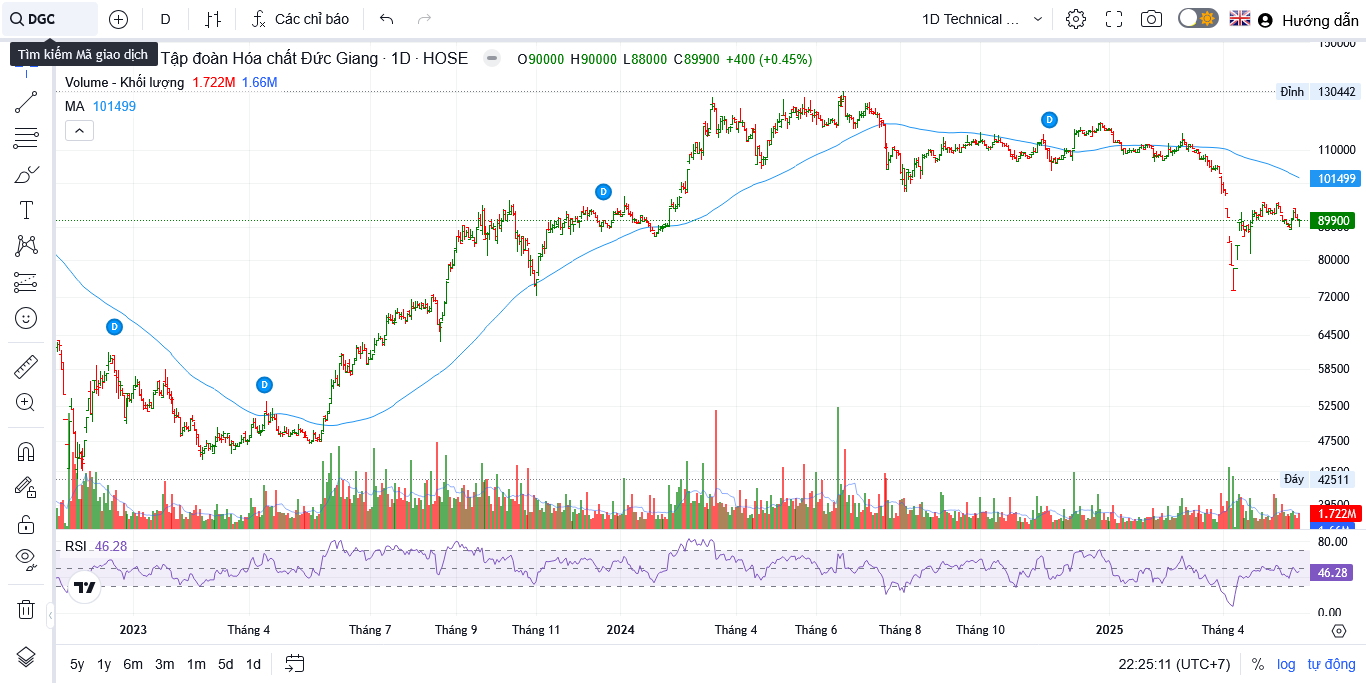 DGC
D
Các chỉ báo
1D Technical ...
Hướng dẫn
Tìm kiếm Mã giao dịch
Tập đoàn Hóa chất Đức Giang · 1D · HOSE
O90000 H90000 L88000 C89900 +400 (+0.45%)
Volume - Khối lượng 1.722M 1.66M
MA 101499
150000
Đỉnh 130442
D
110000
101499
D
89900
80000
72000
D
64500
58500
D
52500
47500
42500
Đáy 42511
39500
1.722M
1.66M
RSI 46.28
80.00
46.28
0.00
2023 Tháng 4 Tháng 7 Tháng 9 Tháng 11 2024 Tháng 4 Tháng 6 Tháng 8 Tháng 10 2025 Tháng 4
5y 1y 6m 3m 1m 5d 1d
22:25:11 (UTC+7) % log tự động